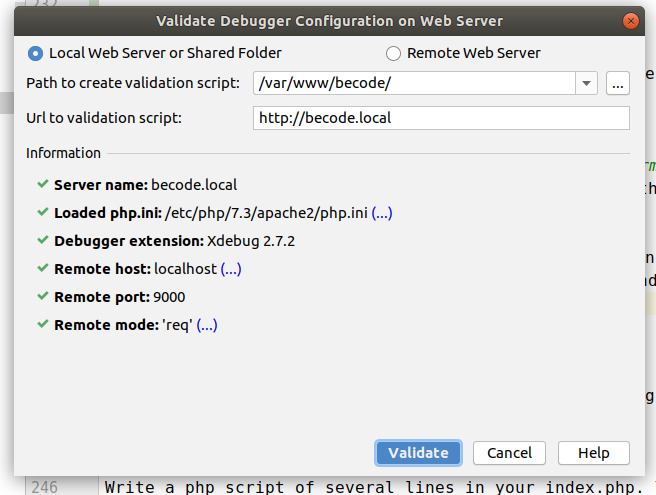 232
Validate Debugger Configuration on Web Server
Local Web Server or Shared Folder
Remote Web Server
Path to create validation script:
/var/www/becode/
...
Url to validation script:
http://becode.local
Information
Server name: becode.local
Loaded php.ini: /etc/php/7.3/apache2/php.ini (...)
Debugger extension: Xdebug 2.7.2
Remote host: localhost (...)
Remote port: 9000
Remote mode: 'req' (...)
Validate
Cancel
Help
246 Write a php script of several lines in your index.php.